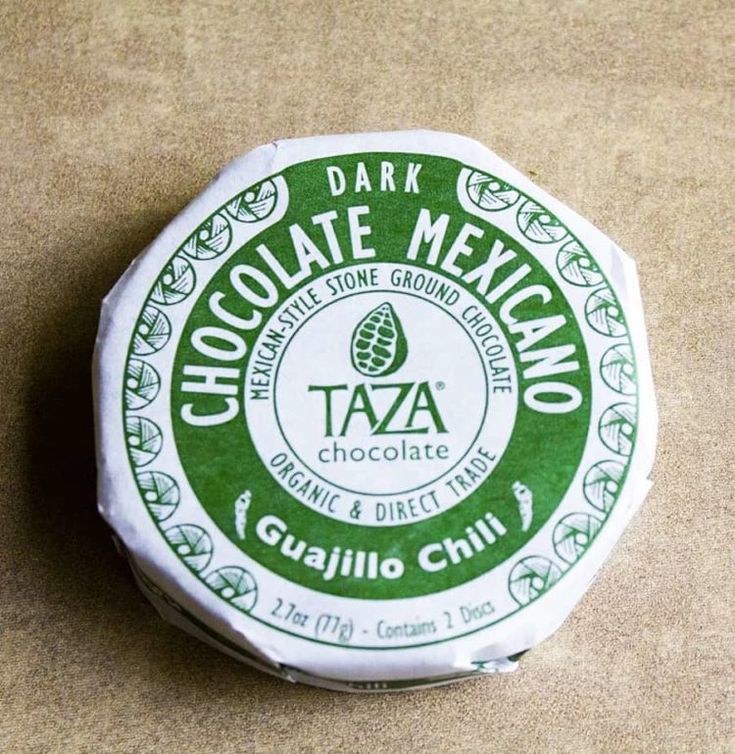 DARK
CHOCOLATE MEXICANO
MEXICAN-STYLE STONE GROUND CHOCOLATE
TAZA®
chocolate
ORGANIC & DIRECT TRADE
Guajillo Chili
2.7oz (77g) - Contains 2 Discs